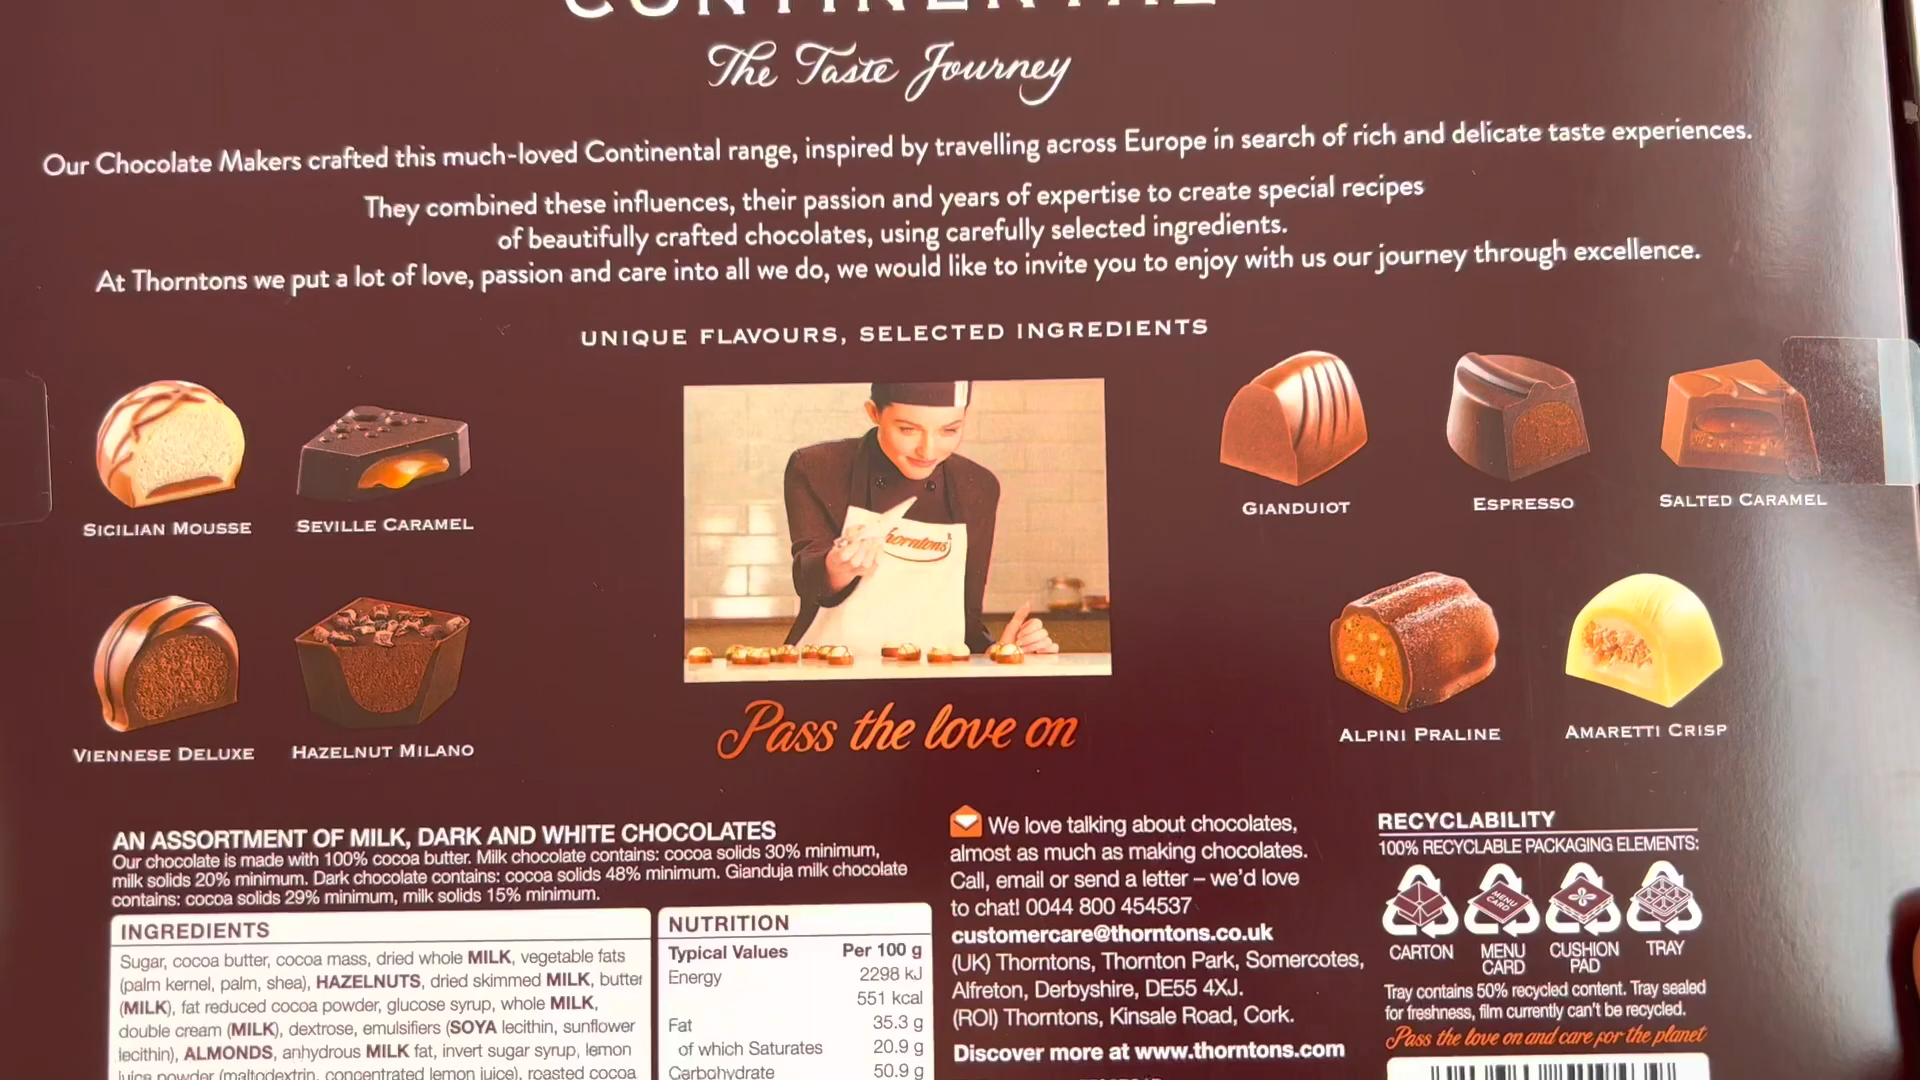 CONTINENTAL
The Taste Journey
Our Chocolate Makers crafted this much-loved Continental range, inspired by travelling across Europe in search of rich and delicate taste experiences.
They combined these influences, their passion and years of expertise to create special recipes
of beautifully crafted chocolates, using carefully selected ingredients.
At Thorntons we put a lot of love, passion and care into all we do, we would like to invite you to enjoy with us our journey through excellence.
UNIQUE FLAVOURS, SELECTED INGREDIENTS
SICILIAN MOUSSE
SEVILLE CARAMEL
horntons
GIANDUIOT
ESPRESSO
SALTED CARAMEL
VIENNESE DELUXE
HAZELNUT MILANO
Pass the love on
ALPINI PRALINE
AMARETTI CRISP
AN ASSORTMENT OF MILK, DARK AND WHITE CHOCOLATES
Our chocolate is made with 100% cocoa butter. Milk chocolate contains: cocoa solids 30% minimum,
milk solids 20% minimum. Dark chocolate contains: cocoa solids 48% minimum. Gianduja milk chocolate
contains: cocoa solids 29% minimum, milk solids 15% minimum.
INGREDIENTS
Sugar, cocoa butter, cocoa mass, dried whole MILK, vegetable fats
(palm kernel, palm, shea), HAZELNUTS, dried skimmed MILK, butter
(MILK), fat reduced cocoa powder, glucose syrup, whole MILK,
double cream (MILK), dextrose, emulsifiers (SOYA lecithin, sunflower
lecithin), ALMONDS, anhydrous MILK fat, invert sugar syrup, lemon
juice powder (maltodextrin, concentrated lemon juice), roasted cocoa
NUTRITION
Typical Values Per 100 g
Energy 2298 kJ
551 kcal
Fat 35.3 g
of which Saturates 20.9 g
Carbohydrate 50.9 g
We love talking about chocolates,
almost as much as making chocolates.
Call, email or send a letter – we'd love
to chat! 0044 800 454537
customercare@thorntons.co.uk
(UK) Thorntons, Thornton Park, Somercotes,
Alfreton, Derbyshire, DE55 4XJ.
(ROI) Thorntons, Kinsale Road, Cork.
Discover more at www.thorntons.com
RECYCLABILITY
100% RECYCLABLE PACKAGING ELEMENTS:
MENU CARD
CARTON
MENU CARD
CUSHION PAD
TRAY
Tray contains 50% recycled content. Tray sealed
for freshness, film currently can't be recycled.
Pass the love on and care for the planet